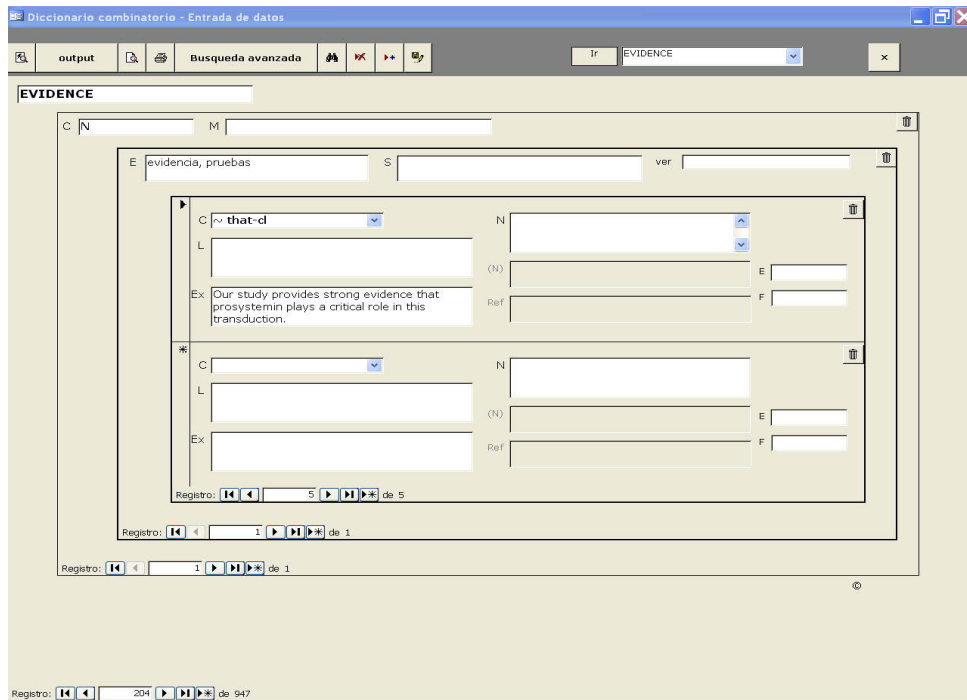 Diccionario combinatorio - Entrada de datos
output Busqueda avanzada Ir EVIDENCE ×
EVIDENCE
C N M
E evidencia, pruebas S ver
C ~ that-cl N
L
(N) E
Ex Our study provides strong evidence that
prosystemin plays a critical role in this
transduction.
Ref F
C N
L
(N) E
Ex Ref F
Registro: 5 de 5
Registro: 1 de 1
Registro: 1 de 1
©
Registro: 204 de 947